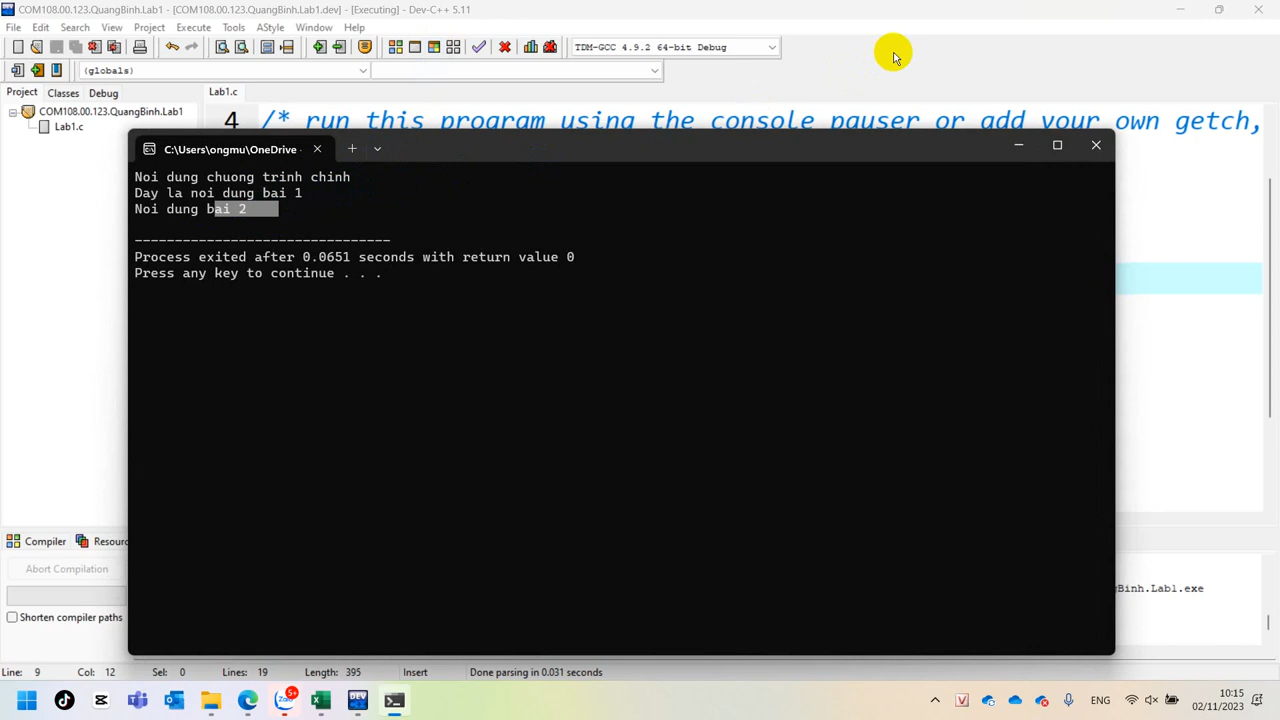 COM108.00.123.QuangBinh.Lab1 - [COM108.00.123.QuangBinh.Lab1.dev] - [Executing] - Dev-C++ 5.11
File Edit Search View Project Execute Tools AStyle Window Help
TDM-GCC 4.9.2 64-bit Debug
(globals)
Project Classes Debug
Lab1.c
COM108.00.123.QuangBinh.Lab1
Lab1.c
4 /* run this program using the console pauser or add your own getch,
C:\Users\ongmu\OneDrive -
Noi dung chuong trinh chinh
Day la noi dung bai 1
Noi dung bai 2
--------------------------------
Process exited after 0.0651 seconds with return value 0
Press any key to continue . . .
Compiler Resour
Abort Compilation
gBinh.Lab1.exe
Shorten compiler paths
Line: 9 Col: 12 Sel: 0 Lines: 19 Length: 395 Insert Done parsing in 0.031 seconds
5+
Zalo
DEV
V
ENG
10:15
02/11/2023